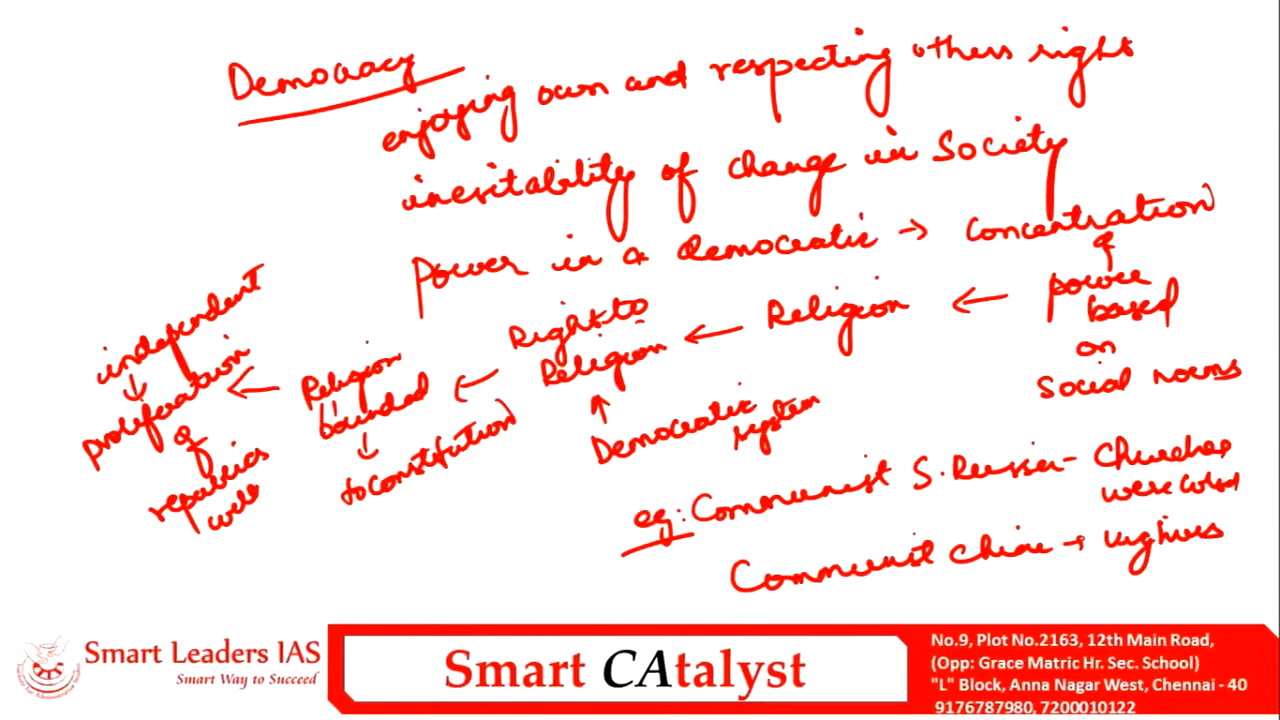 Democracy
enjoying own and respecting others right
inevitability of change in Society
Power in a democratic → concentration
of
power
based
on
Social norms
← Religion
← Right to
Religion
↑
Democratic
system
← Religion
bounded
↓
to constitution
← independent
↓
proliferation
of
republics
well
eg: Communist S. Russia - Churches
were
Communist China →
Smart Leaders IAS
Smart Way to Succeed
Smart CAtalyst
No.9, Plot No.2163, 12th Main Road,
(Opp: Grace Matric Hr. Sec. School)
"L" Block, Anna Nagar West, Chennai - 40
9176787980, 7200010122